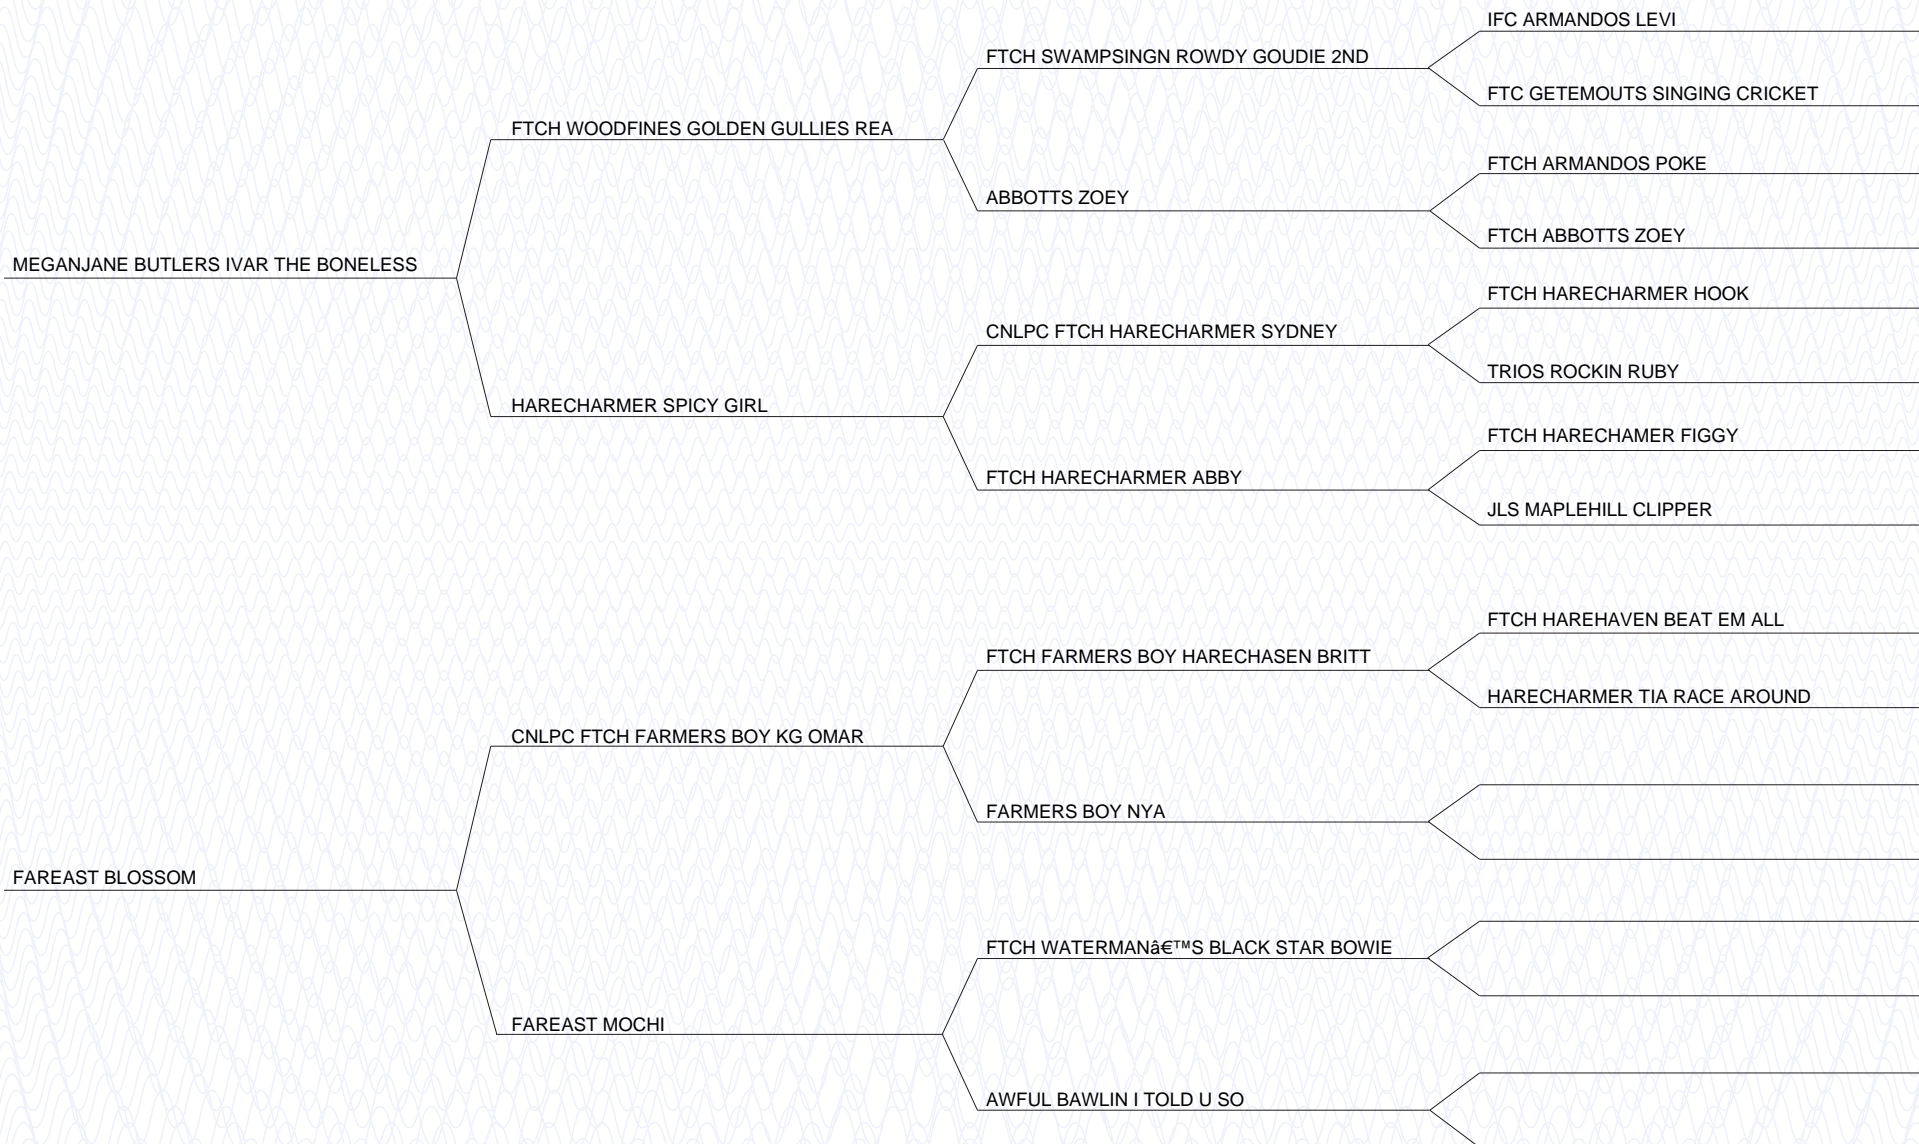 IFC ARMANDOS LEVI
FTCH SWAMPSINGN ROWDY GOUDIE 2ND
FTC GETEMOUTS SINGING CRICKET
FTCH WOODFINES GOLDEN GULLIES REA
FTCH ARMANDOS POKE
ABBOTTS ZOEY
FTCH ABBOTTS ZOEY
MEGANJANE BUTLERS IVAR THE BONELESS
FTCH HARECHARMER HOOK
CNLPC FTCH HARECHARMER SYDNEY
TRIOS ROCKIN RUBY
HARECHARMER SPICY GIRL
FTCH HARECHAMER FIGGY
FTCH HARECHARMER ABBY
JLS MAPLEHILL CLIPPER
FTCH HAREHAVEN BEAT EM ALL
FTCH FARMERS BOY HARECHASEN BRITT
HARECHARMER TIA RACE AROUND
CNLPC FTCH FARMERS BOY KG OMAR
FARMERS BOY NYA
FAREAST BLOSSOM
FTCH WATERMANâ€™S BLACK STAR BOWIE
FAREAST MOCHI
AWFUL BAWLIN I TOLD U SO